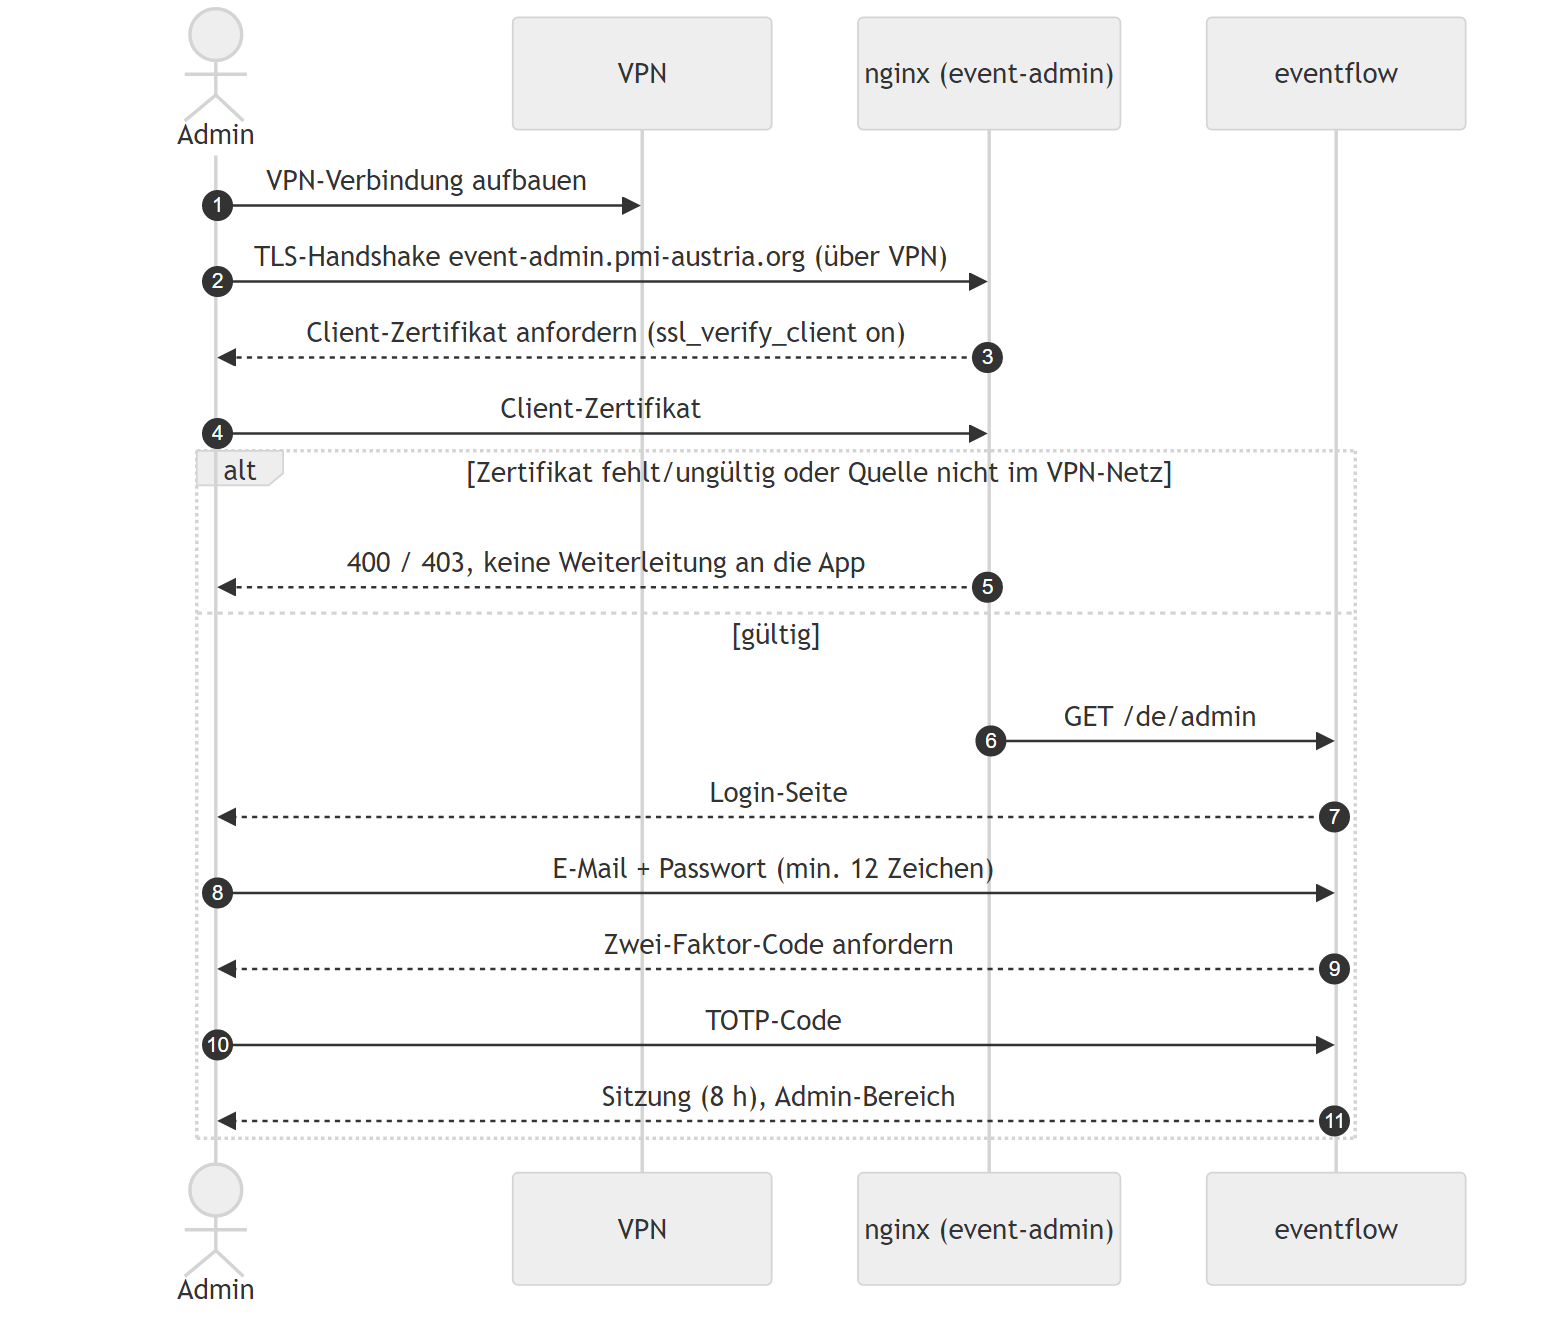 VPN
nginx (event-admin)
eventflow
Admin
VPN-Verbindung aufbauen
1
TLS-Handshake event-admin.pmi-austria.org (über VPN)
2
Client-Zertifikat anfordern (ssl_verify_client on)
3
Client-Zertifikat
4
alt
[Zertifikat fehlt/ungültig oder Quelle nicht im VPN-Netz]
400 / 403, keine Weiterleitung an die App
5
[gültig]
GET /de/admin
6
Login-Seite
7
E-Mail + Passwort (min. 12 Zeichen)
8
Zwei-Faktor-Code anfordern
9
TOTP-Code
10
Sitzung (8 h), Admin-Bereich
11
VPN
nginx (event-admin)
eventflow
Admin